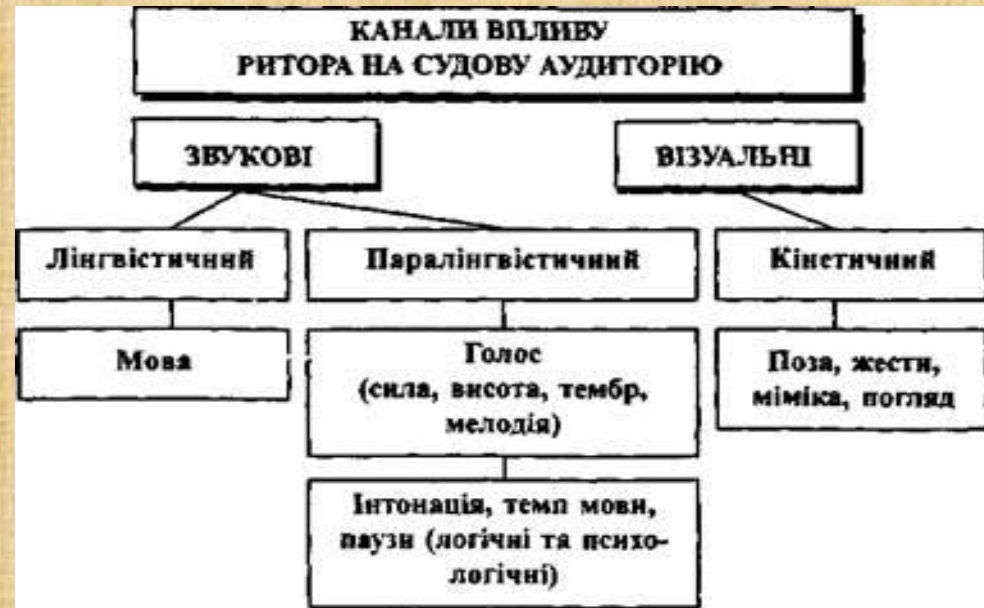 КАНАЛИ ВПЛИВУ
РИТОРА НА СУДОВУ АУДИТОРІЮ
ЗВУКОВІ
ВІЗУАЛЬНІ
Лінгвістичний
Паралінгвістичний
Кінетичний
Мова
Голос
(сила, висота, тембр,
мелодія)
Поза, жести,
міміка, погляд
Інтонація, темп мови,
паузи (логічні та психо-
логічні)